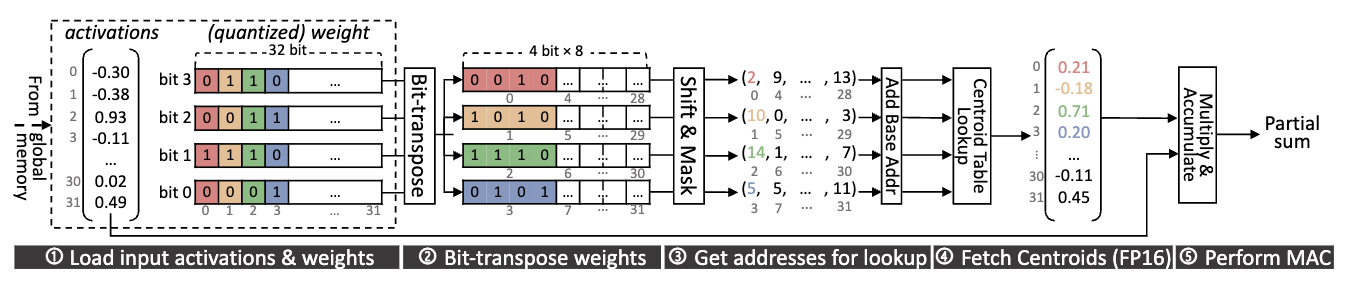 activations
(quantized) weight
32 bit
From global memory
0 -0.30
1 -0.38
2 0.93
3 -0.11
...
30 0.02
31 0.49
bit 3 0 1 1 0 ...
bit 2 0 0 1 1 ...
bit 1 1 1 1 0 ...
bit 0 0 0 0 1 ...
0 1 2 3 ... 31
Bit-transpose
4 bit × 8
0 0 1 0 ... ... ...
0 4 ... 28
1 0 1 0 ... ... ...
1 5 ... 29
1 1 1 0 ... ... ...
2 6 ... 30
0 1 0 1 ... ... ...
3 7 ... 31
Shift & Mask
(2, 9, ... , 13)
0 4 ... 28
(10, 0, ... , 3)
1 5 ... 29
(14, 1, ... , 7)
2 6 ... 30
(5, 5, ... , 11)
3 7 ... 31
Add Base Addr
Centroid Table
Lookup
0 0.21
1 -0.18
2 0.71
3 0.20
... ...
30 -0.11
31 0.45
Multiply &
Accumulate
Partial
sum
① Load input activations & weights
② Bit-transpose weights
③ Get addresses for lookup
④ Fetch Centroids (FP16)
⑤ Perform MAC